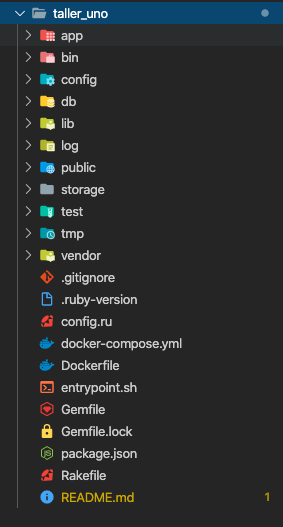 taller_uno
app
bin
config
db
lib
log
public
storage
test
tmp
vendor
.gitignore
.ruby-version
config.ru
docker-compose.yml
Dockerfile
entrypoint.sh
Gemfile
Gemfile.lock
package.json
Rakefile
README.md 1